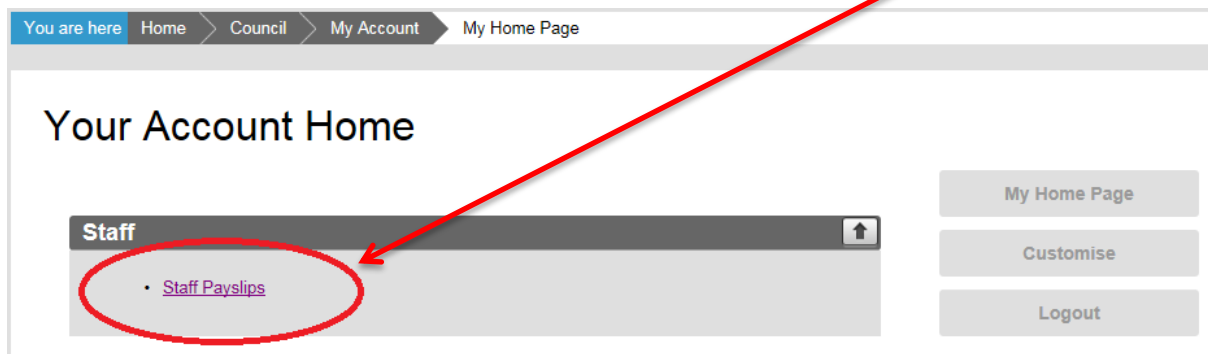 You are here Home Council My Account My Home Page
Your Account Home
My Home Page
Staff
Customise
• Staff Payslips
Logout